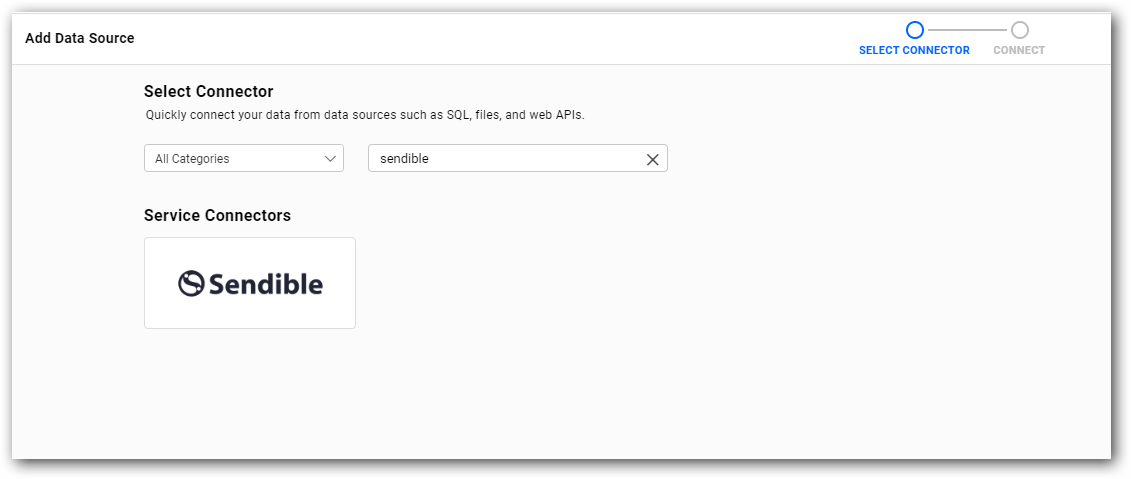 Add Data Source
SELECT CONNECTOR
CONNECT
Select Connector
Quickly connect your data from data sources such as SQL, files, and web APIs.
All Categories
sendible
Service Connectors
Sendible